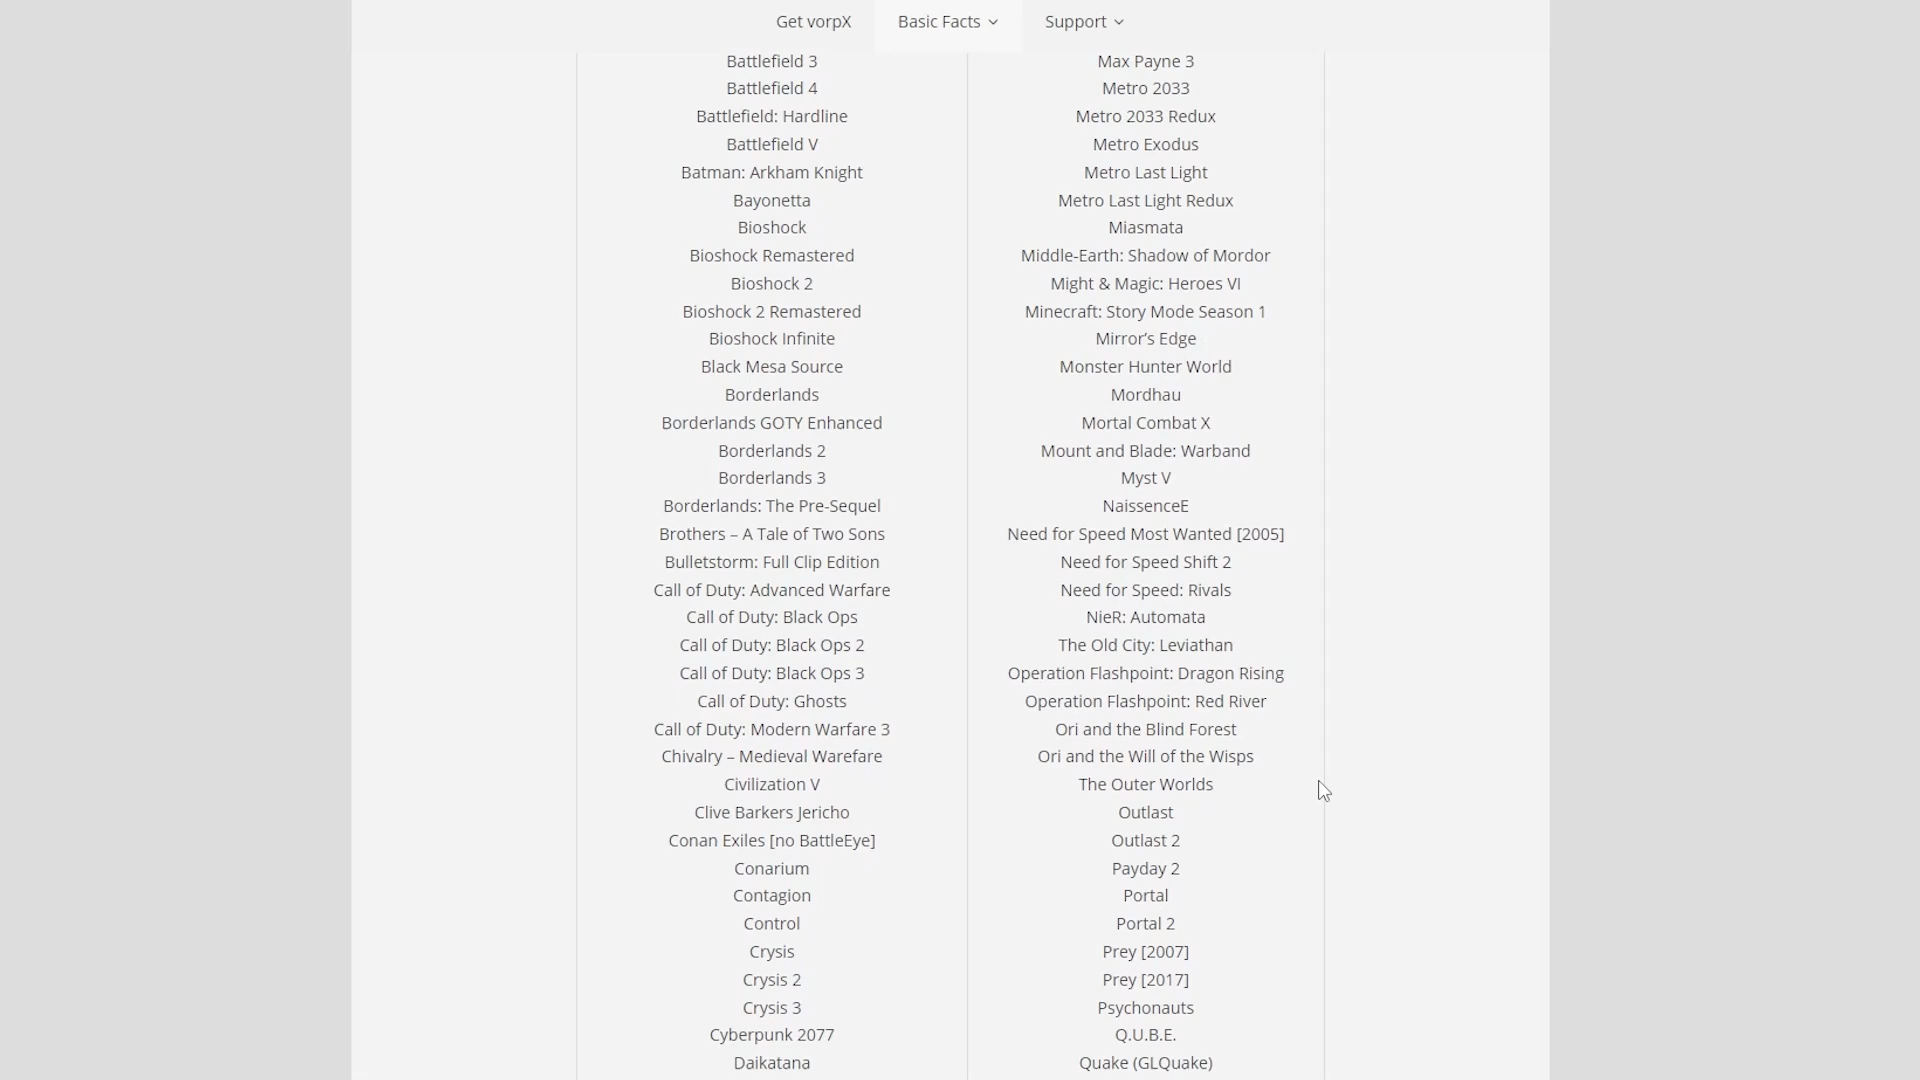 Get vorpX
Basic Facts
Support
Battlefield 3
Battlefield 4
Battlefield: Hardline
Battlefield V
Batman: Arkham Knight
Bayonetta
Bioshock
Bioshock Remastered
Bioshock 2
Bioshock 2 Remastered
Bioshock Infinite
Black Mesa Source
Borderlands
Borderlands GOTY Enhanced
Borderlands 2
Borderlands 3
Borderlands: The Pre-Sequel
Brothers – A Tale of Two Sons
Bulletstorm: Full Clip Edition
Call of Duty: Advanced Warfare
Call of Duty: Black Ops
Call of Duty: Black Ops 2
Call of Duty: Black Ops 3
Call of Duty: Ghosts
Call of Duty: Modern Warfare 3
Chivalry – Medieval Warefare
Civilization V
Clive Barkers Jericho
Conan Exiles [no BattleEye]
Conarium
Contagion
Control
Crysis
Crysis 2
Crysis 3
Cyberpunk 2077
Daikatana
Max Payne 3
Metro 2033
Metro 2033 Redux
Metro Exodus
Metro Last Light
Metro Last Light Redux
Miasmata
Middle-Earth: Shadow of Mordor
Might & Magic: Heroes VI
Minecraft: Story Mode Season 1
Mirror’s Edge
Monster Hunter World
Mordhau
Mortal Combat X
Mount and Blade: Warband
Myst V
NaissenceE
Need for Speed Most Wanted [2005]
Need for Speed Shift 2
Need for Speed: Rivals
NieR: Automata
The Old City: Leviathan
Operation Flashpoint: Dragon Rising
Operation Flashpoint: Red River
Ori and the Blind Forest
Ori and the Will of the Wisps
The Outer Worlds
Outlast
Outlast 2
Payday 2
Portal
Portal 2
Prey [2007]
Prey [2017]
Psychonauts
Q.U.B.E.
Quake (GLQuake)